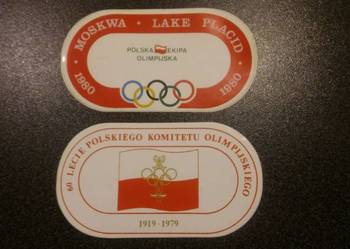 MOSKWA · LAKE PLACID ·
1980
1980
POLSKA EKIPA
OLIMPIJSKA
60 LECIE POLSKIEGO KOMITETU OLIMPIJSKIEGO
1919 - 1979